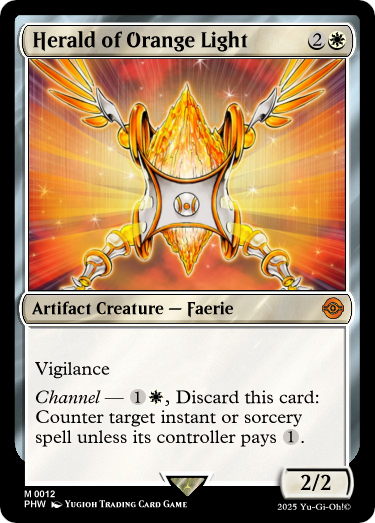 Herald of Orange Light 2
Artifact Creature — Faerie
Vigilance
Channel — 1, Discard this card:
Counter target instant or sorcery
spell unless its controller pays 1.
2/2
M 0012
PHW Yugioh Trading Card Game
2025 Yu-Gi-Oh!©